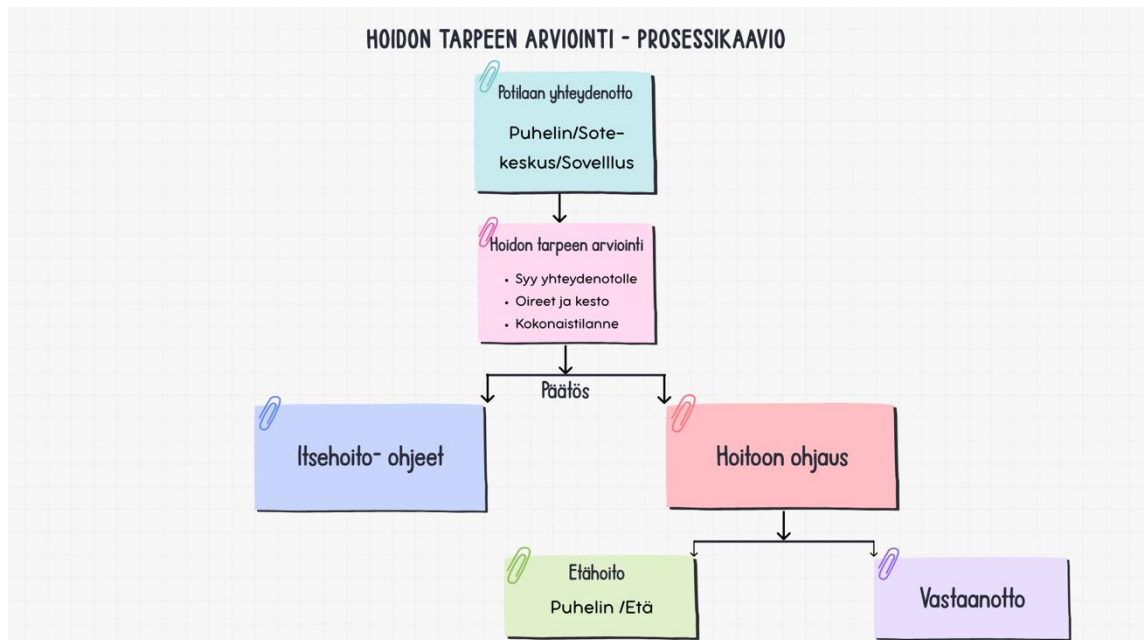 HOIDON TARPEEN ARVIOINTI - PROSESSIKAAVIO
Potilaan yhteydenotto
Puhelin/Sote-
keskus/Sovelllus
Hoidon tarpeen arviointi
• Syy yhteydenotolle
• Oireet ja kesto
• Kokonaistilanne
Päätös
Itsehoito- ohjeet
Hoitoon ohjaus
Etähoito
Puhelin /Etä
Vastaanotto